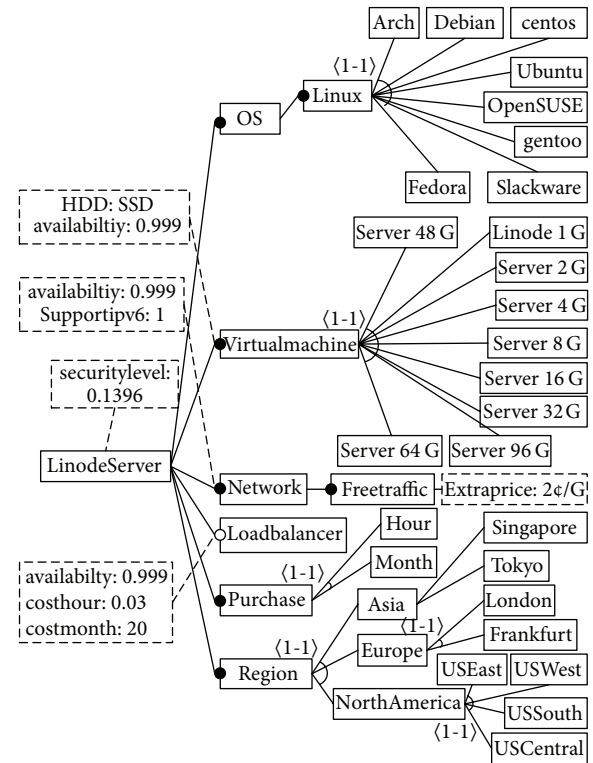 Arch
Debian
centos
⟨1-1⟩
Linux
Ubuntu
OS
OpenSUSE
gentoo
Fedora
Slackware
HDD: SSD
availabiltiy: 0.999
Server 48 G
Linode 1 G
Server 2 G
availabiltiy: 0.999
Supportipv6: 1
⟨1-1⟩
Server 4 G
Virtualmachine
Server 8 G
securitylevel:
0.1396
Server 16 G
Server 32 G
Server 64 G
Server 96 G
LinodeServer
Network
Freetraffic
Extraprice: 2¢/G
Loadbalancer
Hour
Singapore
availabilty: 0.999
costhour: 0.03
costmonth: 20
⟨1-1⟩
Month
Tokyo
Purchase
Asia
London
⟨1-1⟩
Frankfurt
⟨1-1⟩
Europe
Region
USEast
USWest
NorthAmerica
USSouth
⟨1-1⟩
USCentral